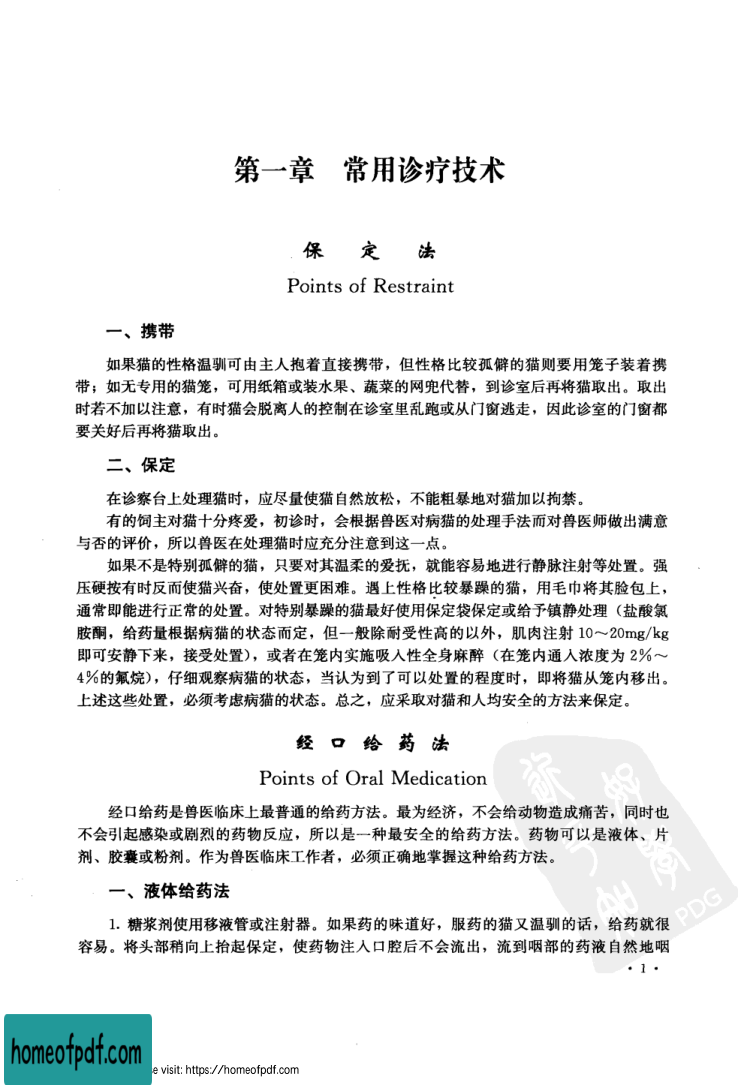 第一章 常用诊疗技术
保定法
Points of Restraint
一、携带
如果猫的性格温驯可由主人抱着直接携带，但性格比较孤僻的猫则要用笼子装着携
带；如无专用的猫笼，可用纸箱或装水果、蔬菜的网兜代替，到诊室后再将猫取出。取出
时若不加以注意，有时猫会脱离人的控制在诊室里乱跑或从门窗逃走，因此诊室的门窗都
要关好后再将猫取出。
二、保定
在诊察台上处理猫时，应尽量使猫自然放松，不能粗暴地对猫加以拘禁。
有的饲主对猫十分疼爱，初诊时，会根据兽医对病猫的处理手法而对兽医师做出满意
与否的评价，所以兽医在处理猫时应充分注意到这一点。
如果不是特别孤僻的猫，只要对其温柔的爱抚，就能容易地进行静脉注射等处置。强
压硬按有时反而使猫兴奋，使处置更困难。遇上性格比较暴躁的猫，用毛巾将其脸包上，
通常即能进行正常的处置。对特别暴躁的猫最好使用保定袋保定或给予镇静处理（盐酸氯
胺酮，给药量根据病猫的状态而定，但一般除耐受性高的以外，肌肉注射 10～20mg/kg
即可安静下来，接受处置），或者在笼内实施吸入性全身麻醉（在笼内通入浓度为 2％～
4％的氟烷），仔细观察病猫的状态，当认为到了可以处置的程度时，即将猫从笼内移出。
上述这些处置，必须考虑病猫的状态。总之，应采取对猫和人均安全的方法来保定。
经口给药法
Points of Oral Medication
经口给药是兽医临床上最普通的给药方法。最为经济，不会给动物造成痛苦，同时也
不会引起感染或剧烈的药物反应，所以是一种最安全的给药方法。药物可以是液体、片
剂、胶囊或粉剂。作为兽医临床工作者，必须正确地掌握这种给药方法。
一、液体给药法
1. 糖浆剂使用移液管或注射器。如果药的味道好，服药的猫又温驯的话，给药就很
容易。将头部稍向上抬起保定，使药物注入口腔后不会流出，流到咽部的药液自然地咽
PDG
• 1 •
homeofpdf.com
e visit: https://homeofpdf.com